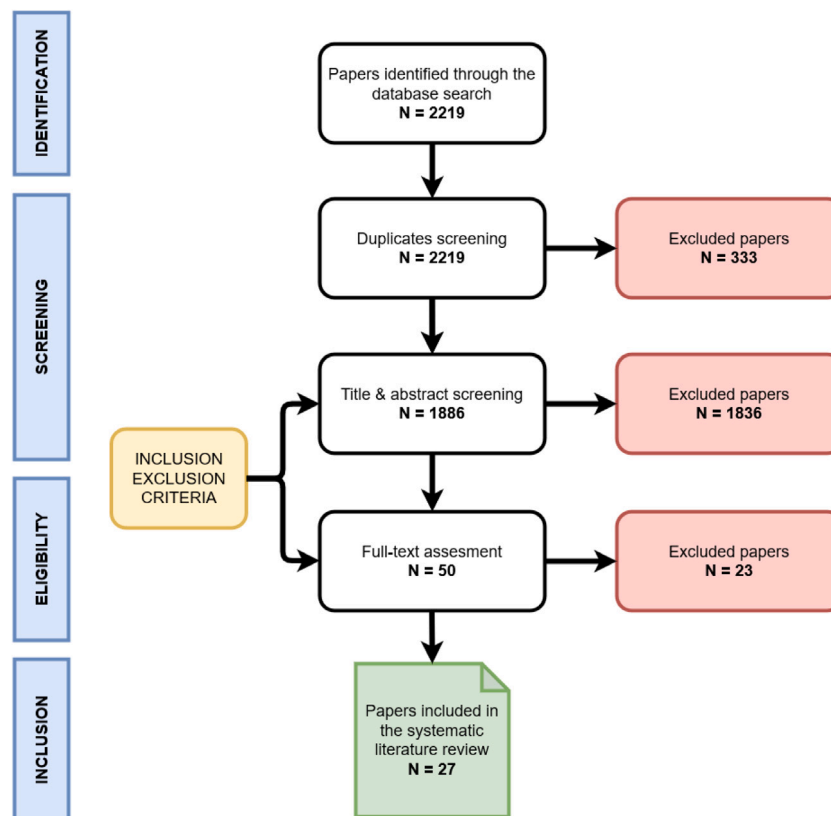 IDENTIFICATION
Papers identified through the
database search
N = 2219
SCREENING
Duplicates screening
N = 2219
Excluded papers
N = 333
Title & abstract screening
N = 1886
Excluded papers
N = 1836
INCLUSION
EXCLUSION
CRITERIA
ELIGIBILITY
Full-text assesment
N = 50
Excluded papers
N = 23
INCLUSION
Papers included in
the systematic
literature review
N = 27